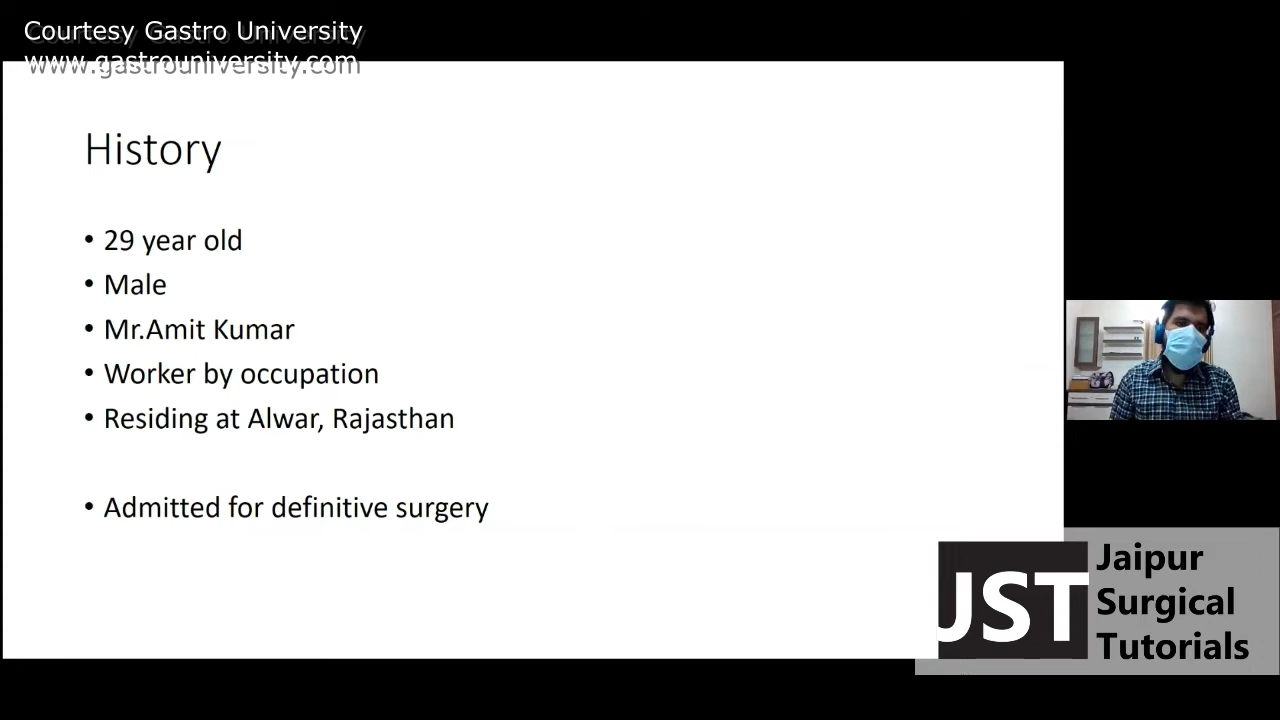 Courtesy Gastro University
www.gastrouniversity.com
History
• 29 year old
• Male
• Mr.Amit Kumar
• Worker by occupation
• Residing at Alwar, Rajasthan
• Admitted for definitive surgery
JST
Jaipur
Surgical
Tutorials